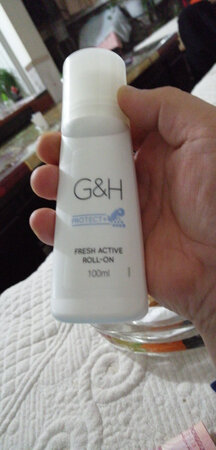 G&H
PROTECT+
FRESH ACTIVE
ROLL-ON
100ml